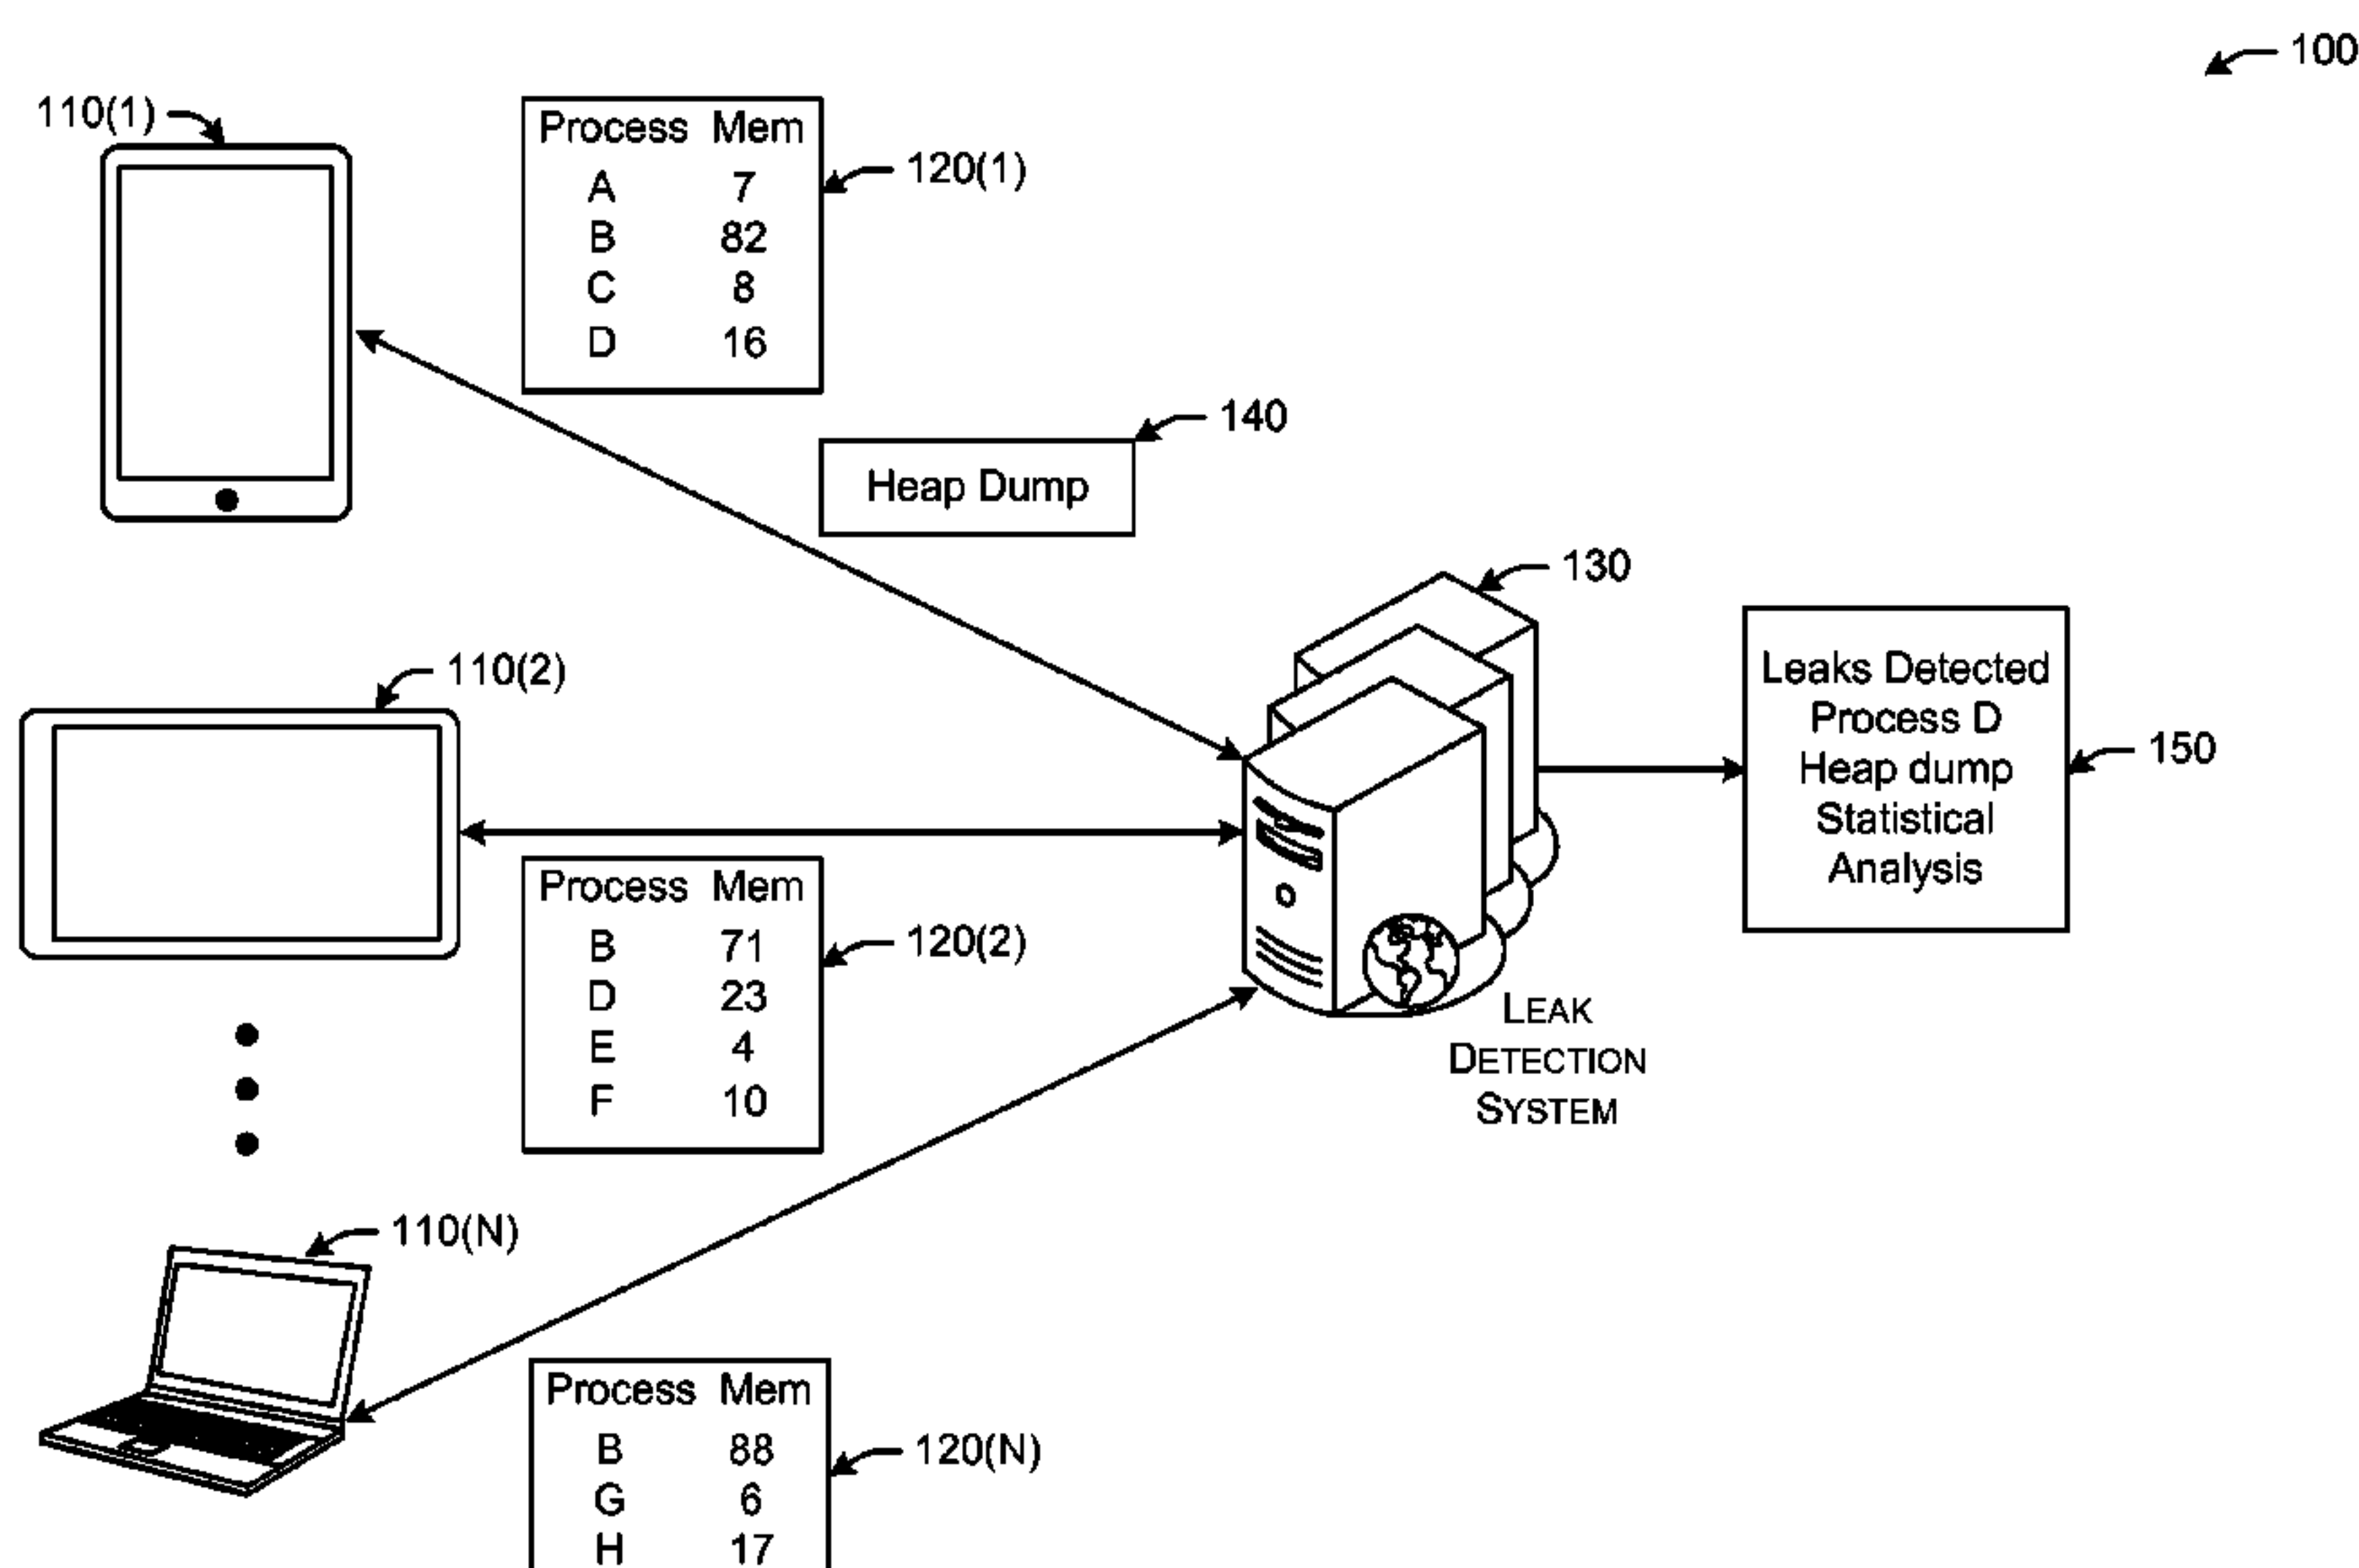 100
110(1)
Process Mem
A 7
B 82
C 8
D 16
120(1)
140
Heap Dump
130
110(2)
Leaks Detected
Process D
Heap dump
Statistical
Analysis
150
Process Mem
B 71
D 23
E 4
F 10
120(2)
LEAK
DETECTION
SYSTEM
110(N)
Process Mem
B 88
G 6
H 17
120(N)